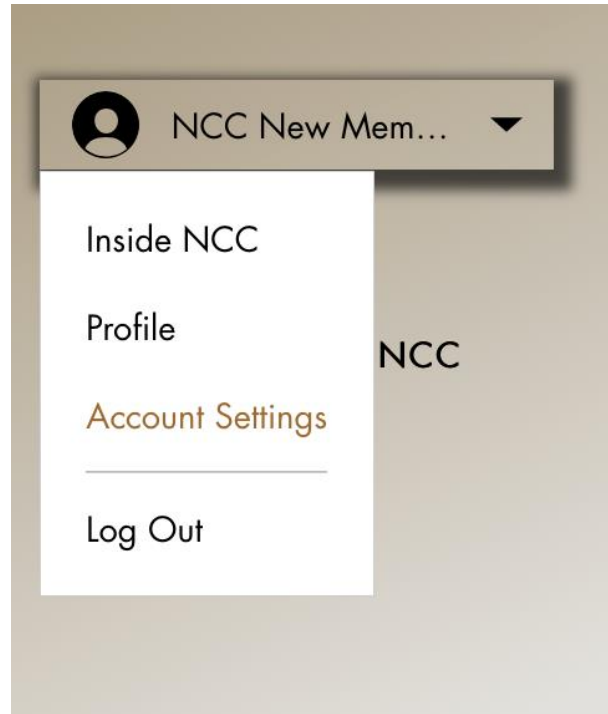 NCC New Mem...
Inside NCC
Profile
NCC
Account Settings
Log Out